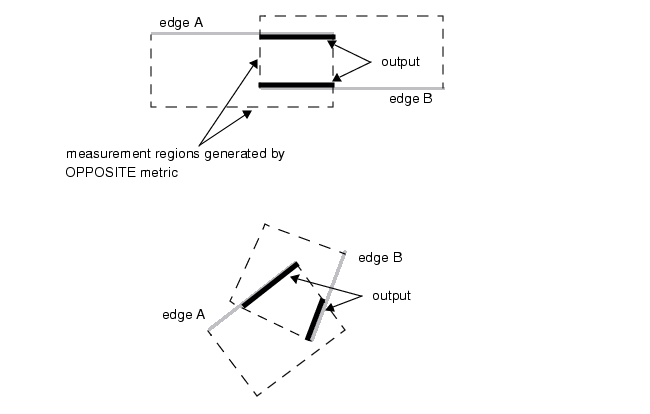 edge A
output
edge B
measurement regions generated by
OPPOSITE metric
edge B
output
edge A